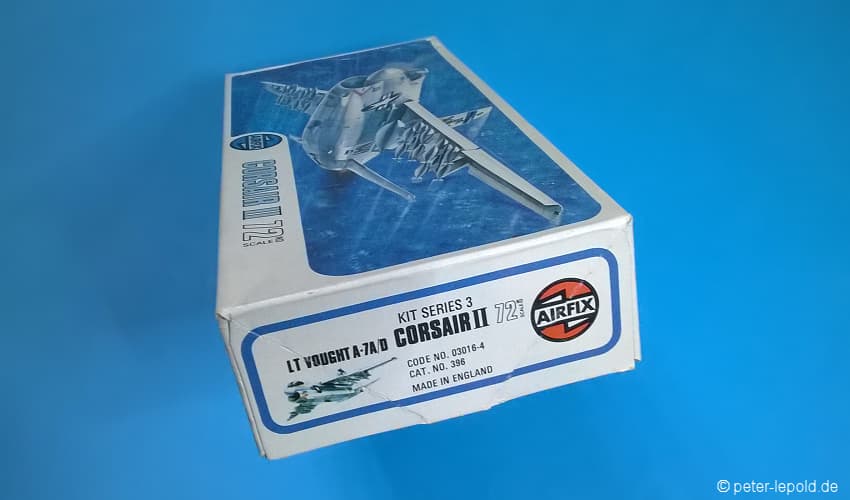 AIRFIX
CORSAIR II 72
SCALE
KIT SERIES 3
LT VOUGHT A-7A/D CORSAIR II 72
SCALE
AIRFIX
CODE NO. 03016-4
CAT. NO. 396
MADE IN ENGLAND
© peter-lepold.de